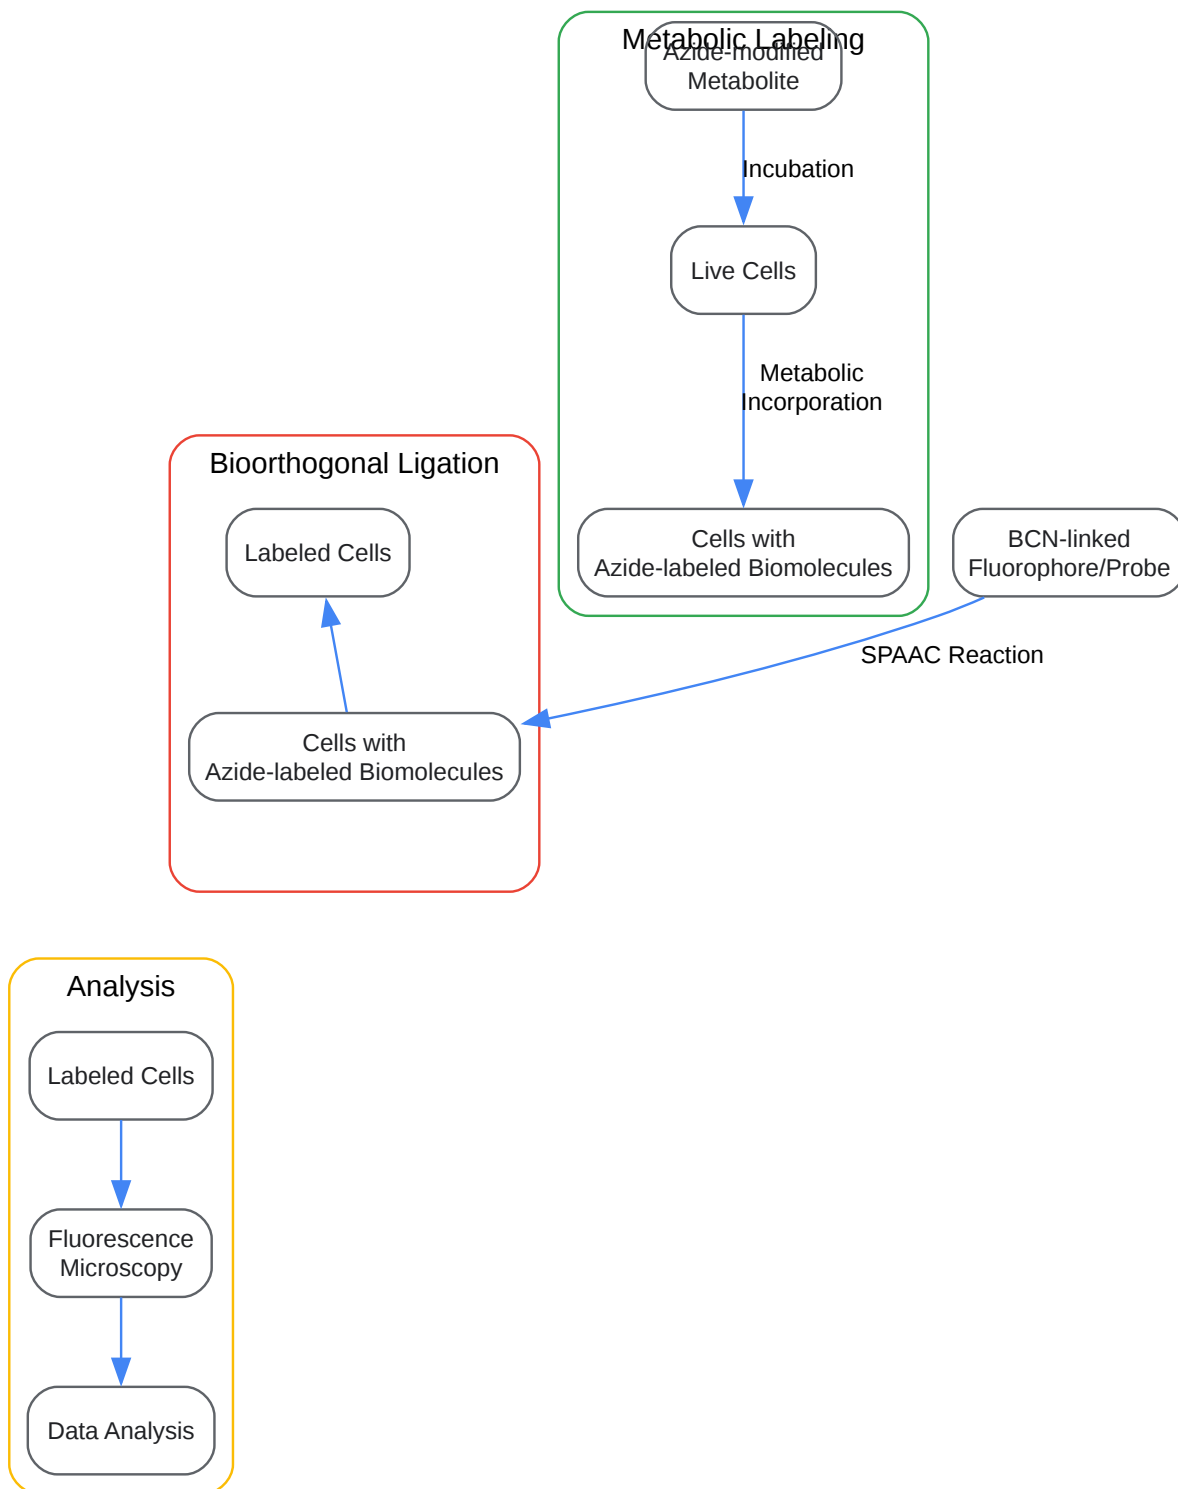 Metabolic Labeling
Azide-modified
Metabolite
Incubation
Live Cells
Metabolic
Incorporation
Cells with
Azide-labeled Biomolecules
BCN-linked
Fluorophore/Probe
SPAAC Reaction
Bioorthogonal Ligation
Labeled Cells
Cells with
Azide-labeled Biomolecules
Analysis
Labeled Cells
Fluorescence
Microscopy
Data Analysis